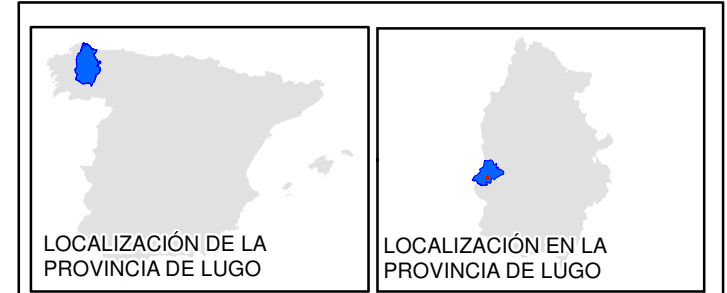 LOCALIZACIÓN DE LA
PROVINCIA DE LUGO
LOCALIZACIÓN EN LA
PROVINCIA DE LUGO